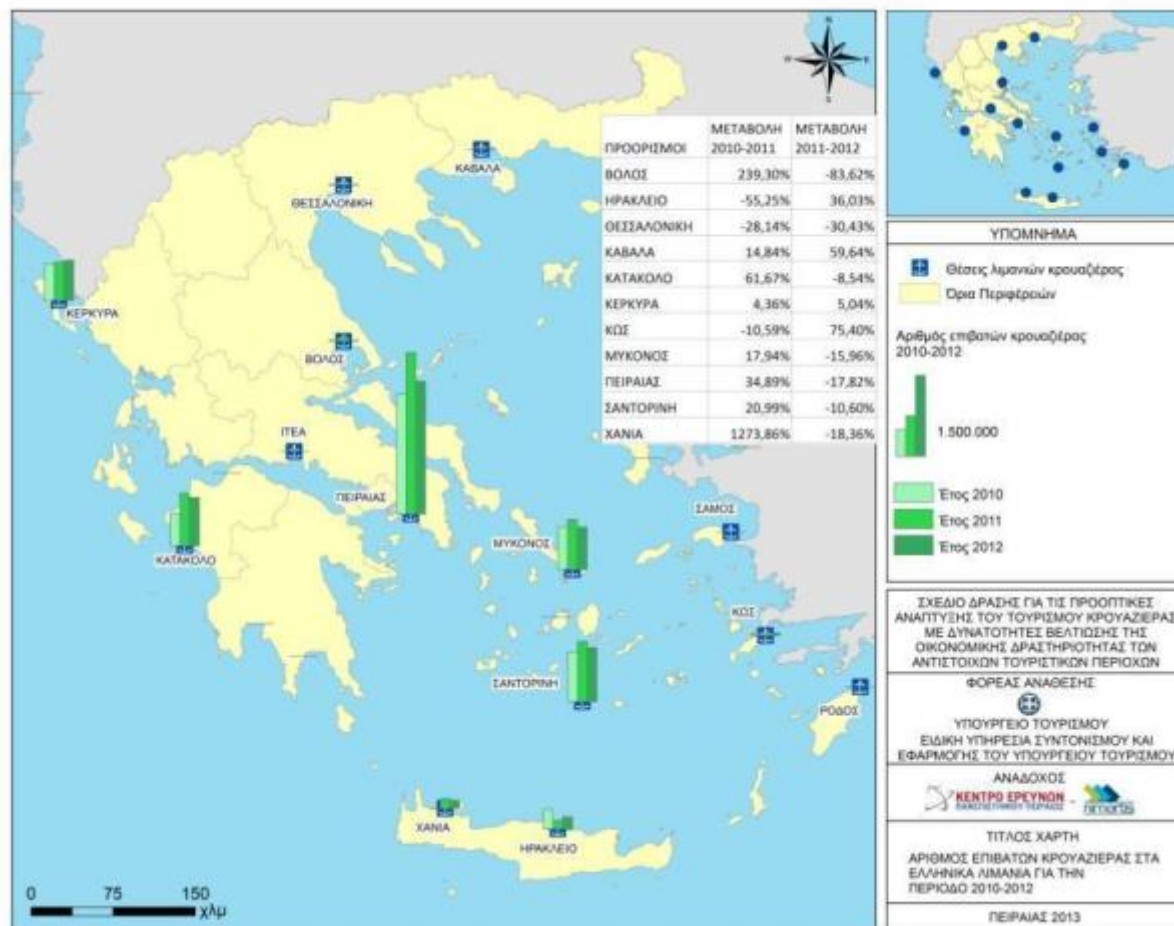 N
W
E
S
ΠΡΟΟΡΙΣΜΟΙ ΜΕΤΑΒΟΛΗ 2010-2011 ΜΕΤΑΒΟΛΗ 2011-2012
ΒΟΛΟΣ 239,30% -83,62%
ΗΡΑΚΛΕΙΟ -55,25% 36,03%
ΘΕΣΣΑΛΟΝΙΚΗ -28,14% -30,43%
ΚΑΒΑΛΑ 14,84% 59,64%
ΚΑΤΑΚΟΛΟ 61,67% -8,54%
ΚΕΡΚΥΡΑ 4,36% 5,04%
ΚΩΣ -10,59% 75,40%
ΜΥΚΟΝΟΣ 17,94% -15,96%
ΠΕΙΡΑΙΑΣ 34,89% -17,82%
ΣΑΝΤΟΡΙΝΗ 20,99% -10,60%
ΧΑΝΙΑ 1273,86% -18,36%
ΚΑΒΑΛΑ
ΘΕΣΣΑΛΟΝΙΚΗ
ΚΕΡΚΥΡΑ
ΒΟΛΟΣ
ΙΤΕΑ
ΠΕΙΡΑΙΑΣ
ΚΑΤΑΚΟΛΟ
ΜΥΚΟΝΟΣ
ΣΑΜΟΣ
ΚΩΣ
ΣΑΝΤΟΡΙΝΗ
ΡΟΔΟΣ
ΧΑΝΙΑ
ΗΡΑΚΛΕΙΟ
0 75 150
χλμ
ΥΠΟΜΝΗΜΑ
Θέσεις λιμανιών κρουαζιέρας
Όρια Περιφέρειών
Αριθμός επιβατών κρουαζιέρας
2010-2012
1.500.000
Έτος 2010
Έτος 2011
Έτος 2012
ΣΧΕΔΙΟ ΔΡΑΣΗΣ ΓΙΑ ΤΙΣ ΠΡΟΟΠΤΙΚΕΣ
ΑΝΑΠΤΥΞΗΣ ΤΟΥ ΤΟΥΡΙΣΜΟΥ ΚΡΟΥΑΖΙΕΡΑΣ
ΜΕ ΔΥΝΑΤΟΤΗΤΕΣ ΒΕΛΤΙΩΣΗΣ ΤΗΣ
ΟΙΚΟΝΟΜΙΚΗΣ ΔΡΑΣΤΗΡΙΟΤΗΤΑΣ ΤΩΝ
ΑΝΤΙΣΤΟΙΧΩΝ ΤΟΥΡΙΣΤΙΚΩΝ ΠΕΡΙΟΧΩΝ
ΦΟΡΕΑΣ ΑΝΑΘΕΣΗΣ
ΥΠΟΥΡΓΕΙΟ ΤΟΥΡΙΣΜΟΥ
ΕΙΔΙΚΗ ΥΠΗΡΕΣΙΑ ΣΥΝΤΟΝΙΣΜΟΥ ΚΑΙ
ΕΦΑΡΜΟΓΗΣ ΤΟΥ ΥΠΟΥΡΓΕΙΟΥ ΤΟΥΡΙΣΜΟΥ
ΑΝΑΔΟΧΟΣ
ΚΕΝΤΡΟ ΕΡΕΥΝΩΝ
ΠΑΝΕΠΙΣΤΗΜΙΟΥ ΠΕΙΡΑΙΩΣ
ΤΙΤΛΟΣ ΧΑΡΤΗ
ΑΡΙΘΜΟΣ ΕΠΙΒΑΤΩΝ ΚΡΟΥΑΖΙΕΡΑΣ ΣΤΑ
ΕΛΛΗΝΙΚΑ ΛΙΜΑΝΙΑ ΓΙΑ ΤΗΝ
ΠΕΡΙΟΔΟ 2010-2012
ΠΕΙΡΑΙΑΣ 2013